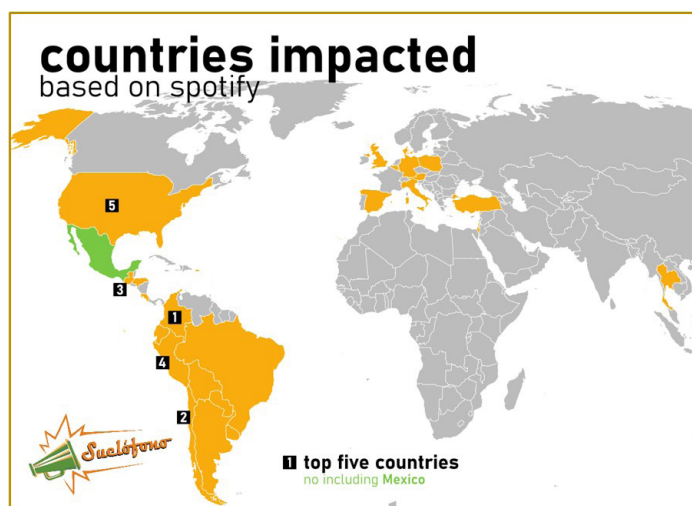 countries impacted
based on spotify
5
3
1
4
2
Suelófono
1 top five countries
no including Mexico